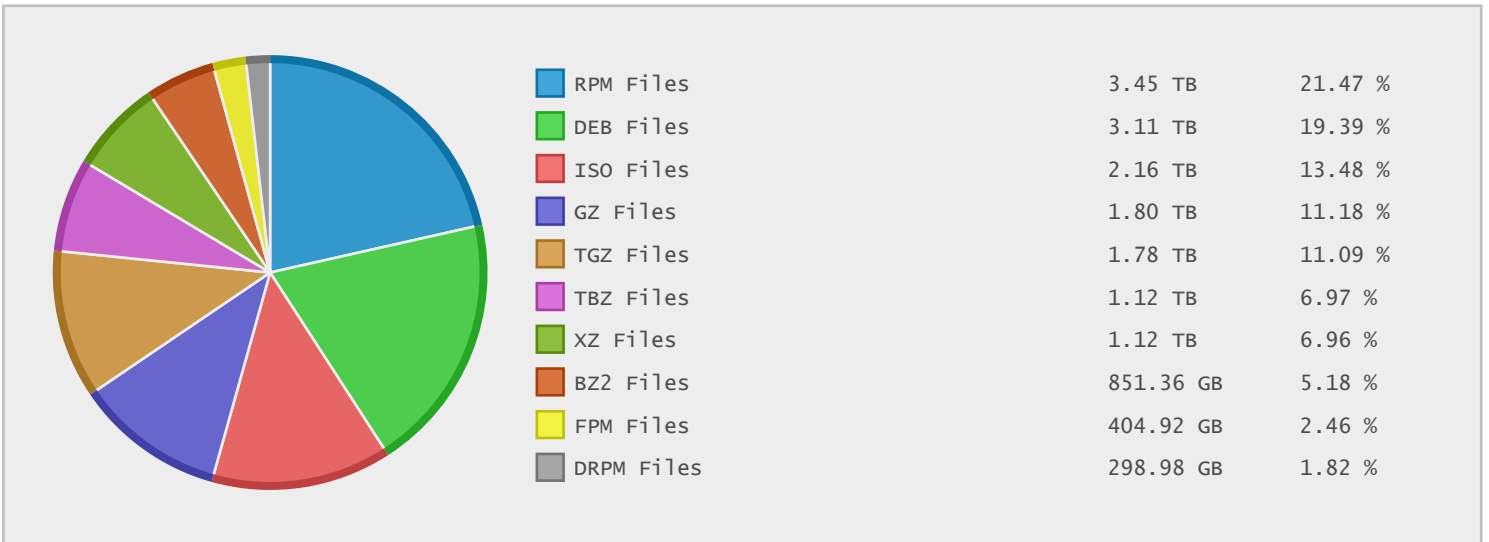 RPM Files 3.45 TB 21.47 %
DEB Files 3.11 TB 19.39 %
ISO Files 2.16 TB 13.48 %
GZ Files 1.80 TB 11.18 %
TGZ Files 1.78 TB 11.09 %
TBZ Files 1.12 TB 6.97 %
XZ Files 1.12 TB 6.96 %
BZ2 Files 851.36 GB 5.18 %
FPM Files 404.92 GB 2.46 %
DRPM Files 298.98 GB 1.82 %